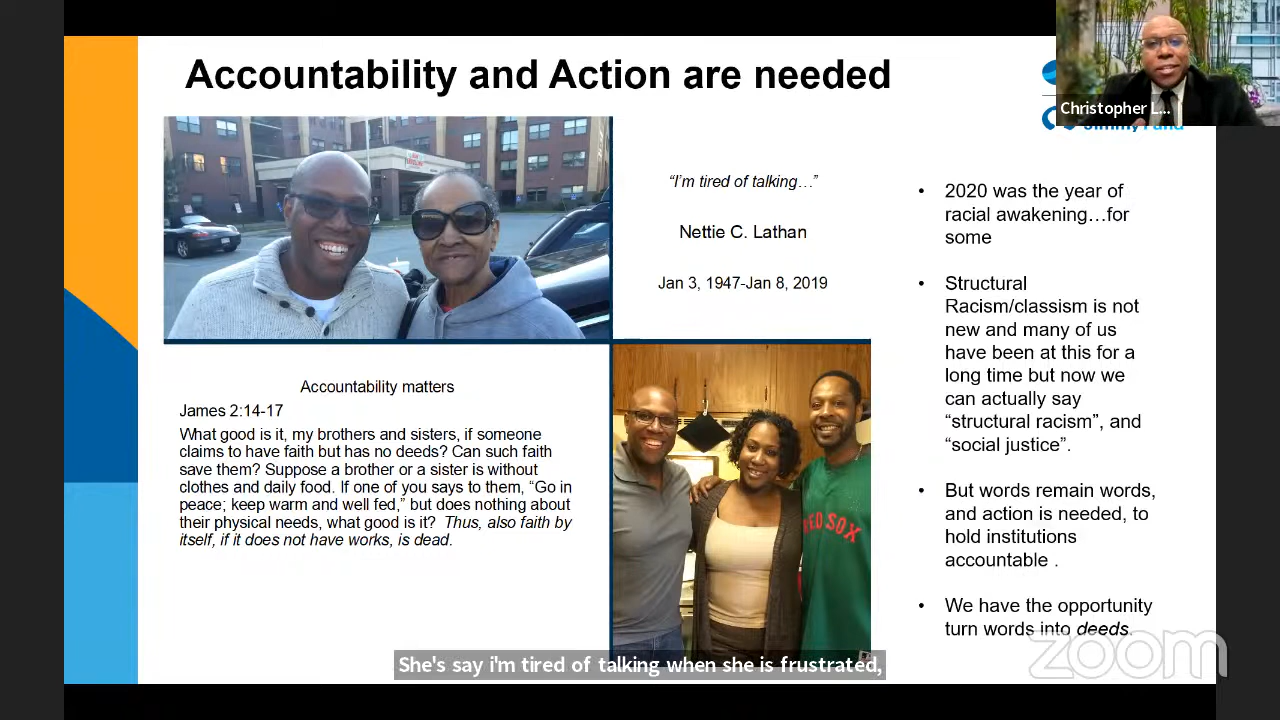 Accountability and Action are needed
Christopher L...
Jimmy Fund
“I’m tired of talking…”
Nettie C. Lathan
Jan 3, 1947-Jan 8, 2019
Accountability matters
James 2:14-17
What good is it, my brothers and sisters, if someone
claims to have faith but has no deeds? Can such faith
save them? Suppose a brother or a sister is without
clothes and daily food. If one of you says to them, “Go in
peace; keep warm and well fed,” but does nothing about
their physical needs, what good is it? Thus, also faith by
itself, if it does not have works, is dead.
RED SOX
• 2020 was the year of
racial awakening…for
some
• Structural
Racism/classism is not
new and many of us
have been at this for a
long time but now we
can actually say
“structural racism”, and
“social justice”.
• But words remain words,
and action is needed, to
hold institutions
accountable .
• We have the opportunity
turn words into deeds.
zoom
She's say i'm tired of talking when she is frustrated,